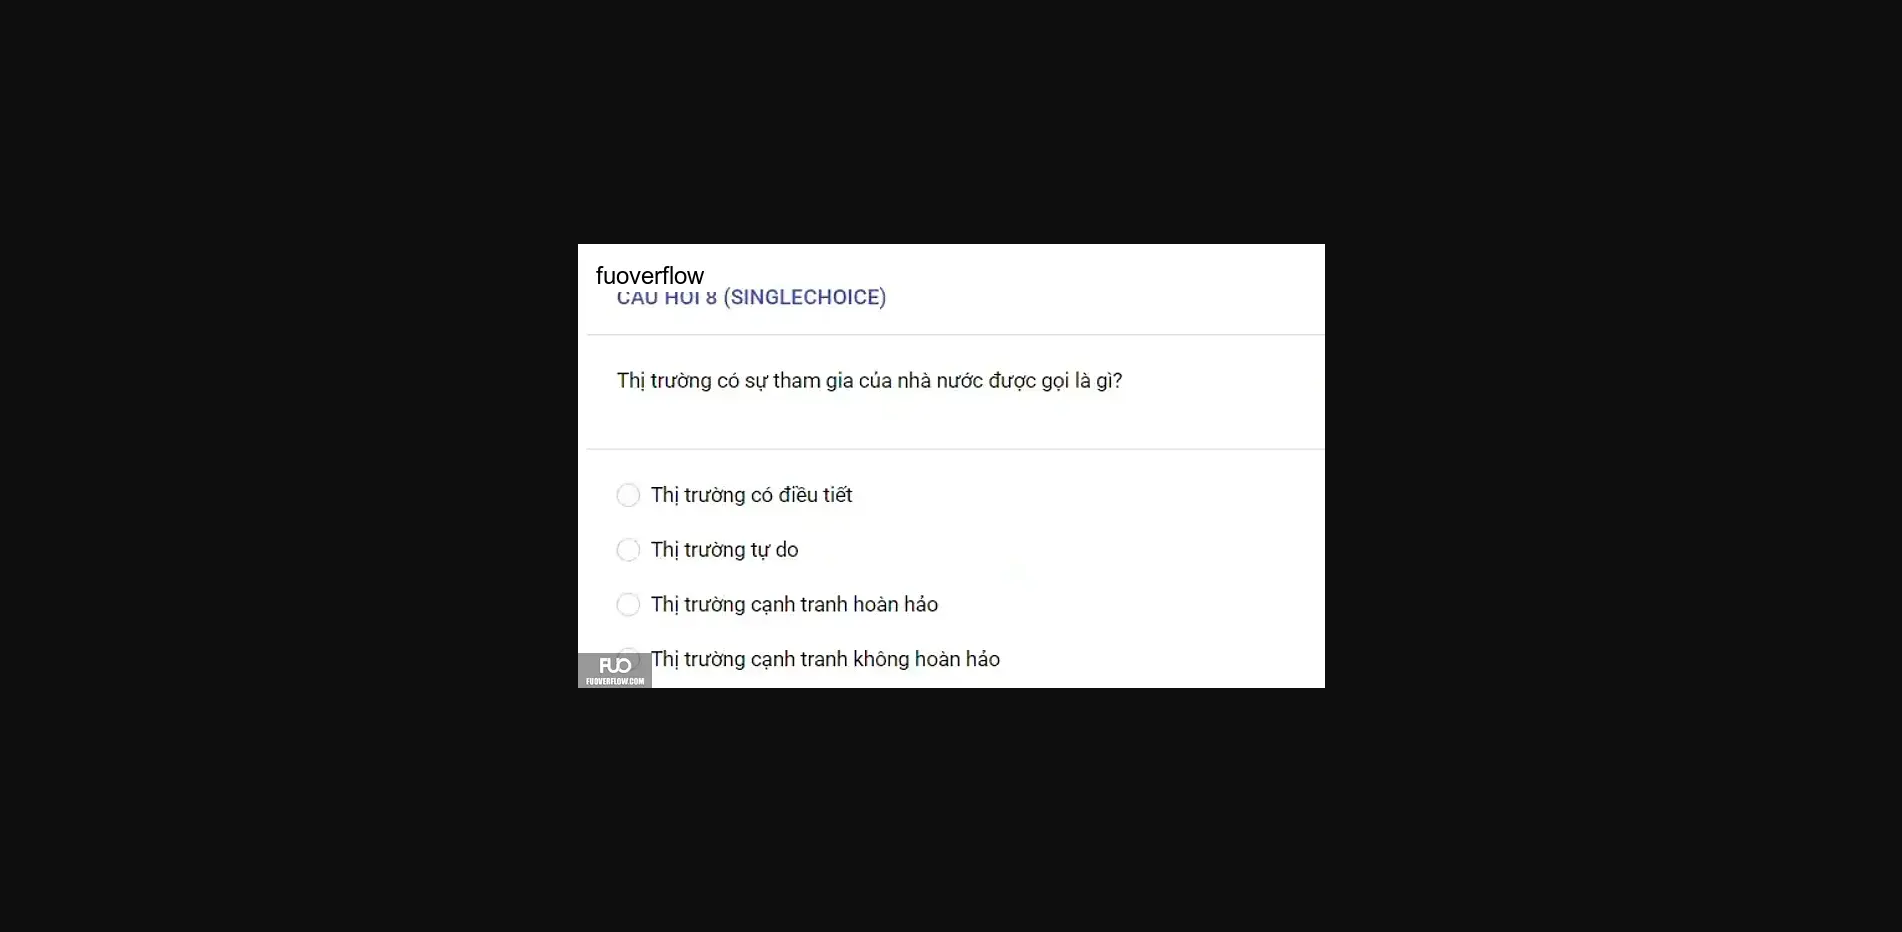 fuoverflow
CÂU HỎI 8 (SINGLECHOICE)
Thị trường có sự tham gia của nhà nước được gọi là gì?
Thị trường có điều tiết
Thị trường tự do
Thị trường cạnh tranh hoàn hảo
Thị trường cạnh tranh không hoàn hảo
FUO
FUOVERFLOW.COM